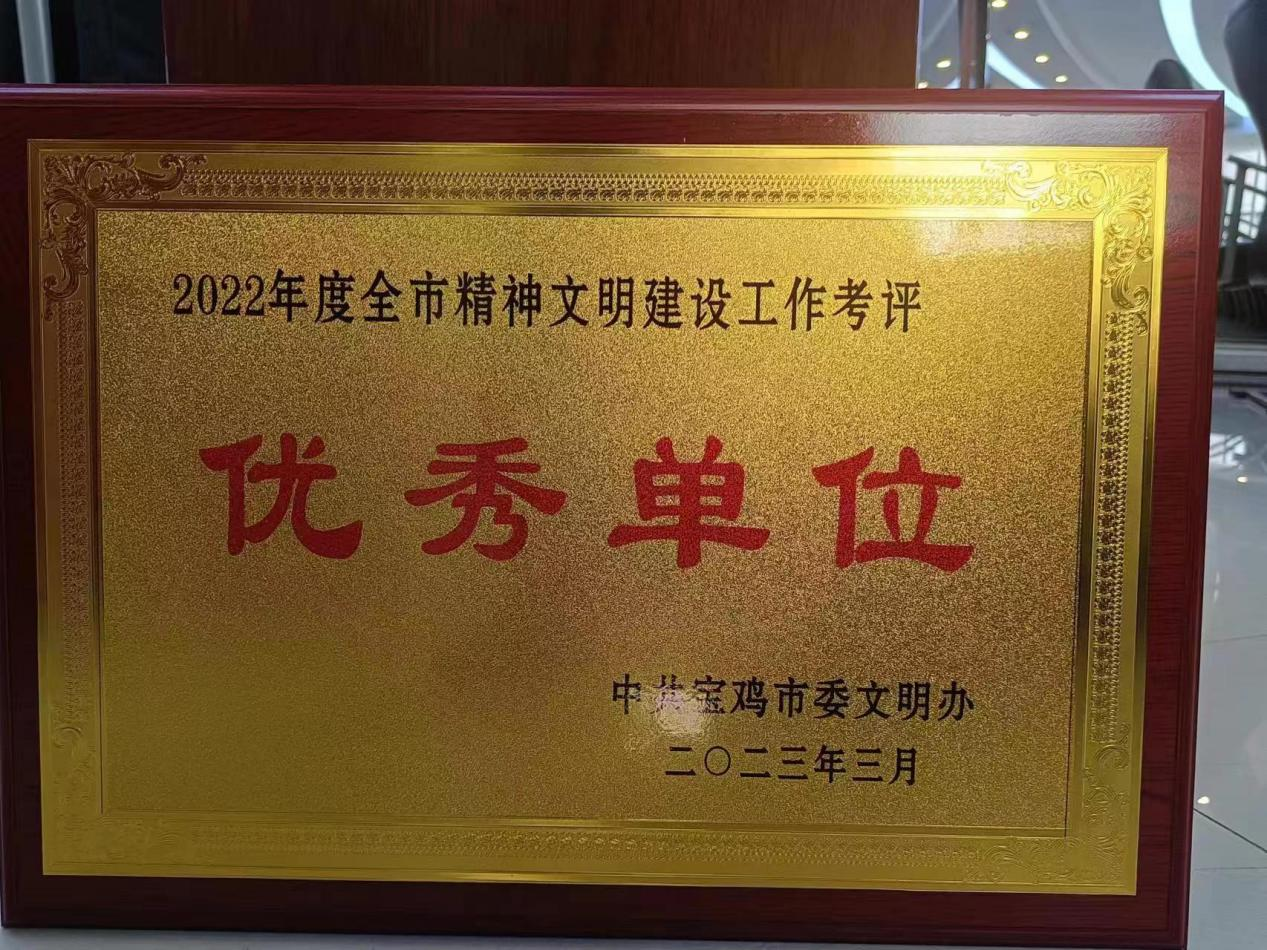 2022年度全市精神文明建设工作考评
优秀单位
中共宝鸡市委文明办
二〇二三年三月